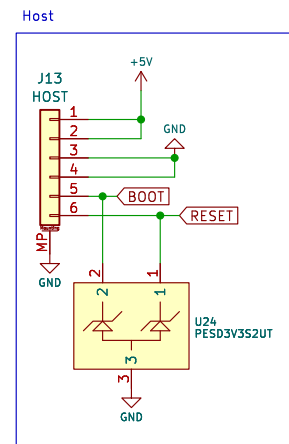 Host
+5V
J13
HOST
1
2
3
4
5
6
MP
GND
GND
BOOT
RESET
2
1
2
1
3
3
U24
PESD3V3S2UT
GND